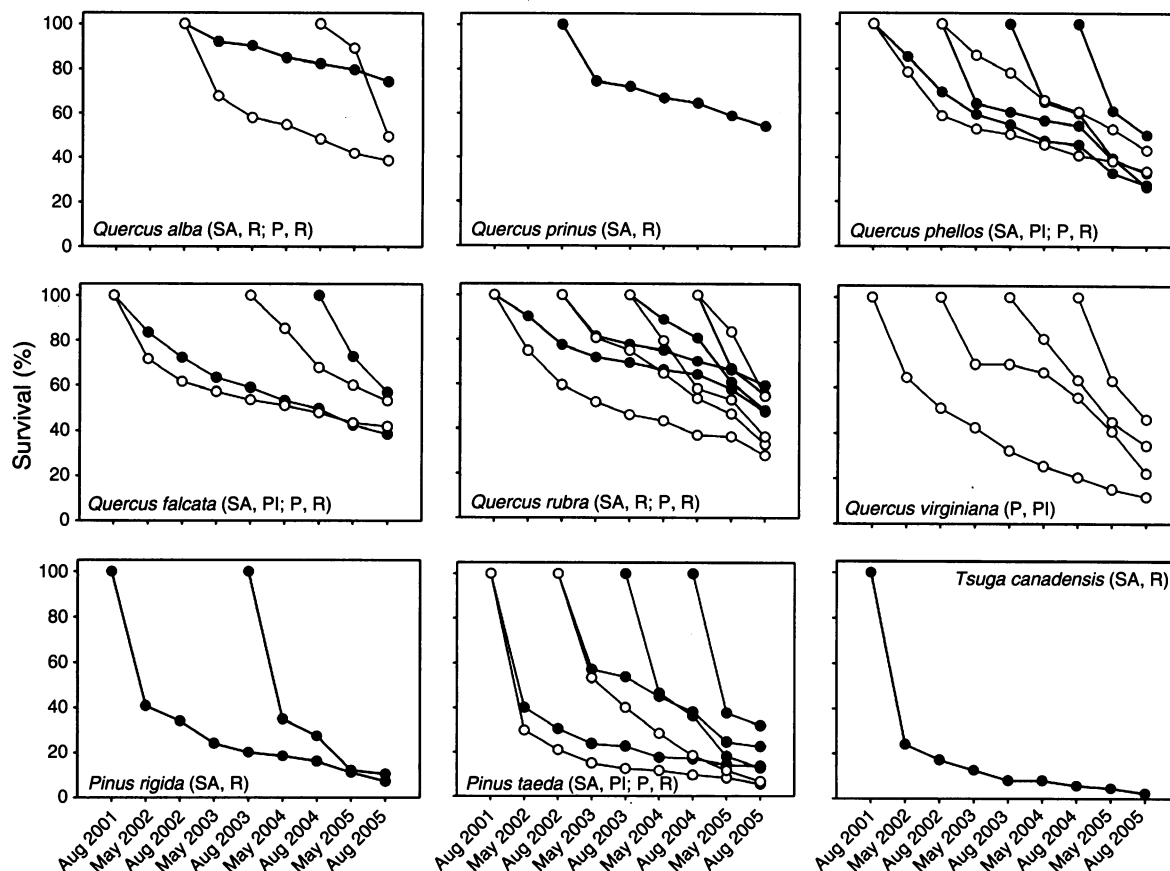 100
80
60
40
20
0
Quercus alba (SA, R; P, R)
Quercus prinus (SA, R)
Quercus phellos (SA, PI; P, R)
Survival (%)
100
80
60
40
20
0
Quercus falcata (SA, PI; P, R)
Quercus rubra (SA, R; P, R)
Quercus virginiana (P, PI)
100
80
60
40
20
0
Pinus rigida (SA, R)
Pinus taeda (SA, PI; P, R)
Tsuga canadensis (SA, R)
Aug 2001
May 2002
Aug 2002
May 2003
Aug 2003
May 2004
Aug 2004
May 2005
Aug 2005
Aug 2001
May 2002
Aug 2002
May 2003
Aug 2003
May 2004
Aug 2004
May 2005
Aug 2005
Aug 2001
May 2002
Aug 2002
May 2003
Aug 2003
May 2004
Aug 2004
May 2005
Aug 2005